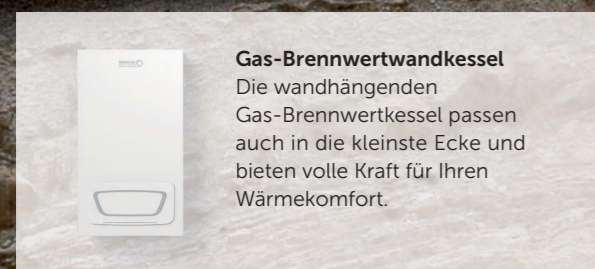 Gas-Brennwertwandkessel
Die wandhängenden
Gas-Brennwertkessel passen
auch in die kleinste Ecke und
bieten volle Kraft für Ihren
Wärmekomfort.